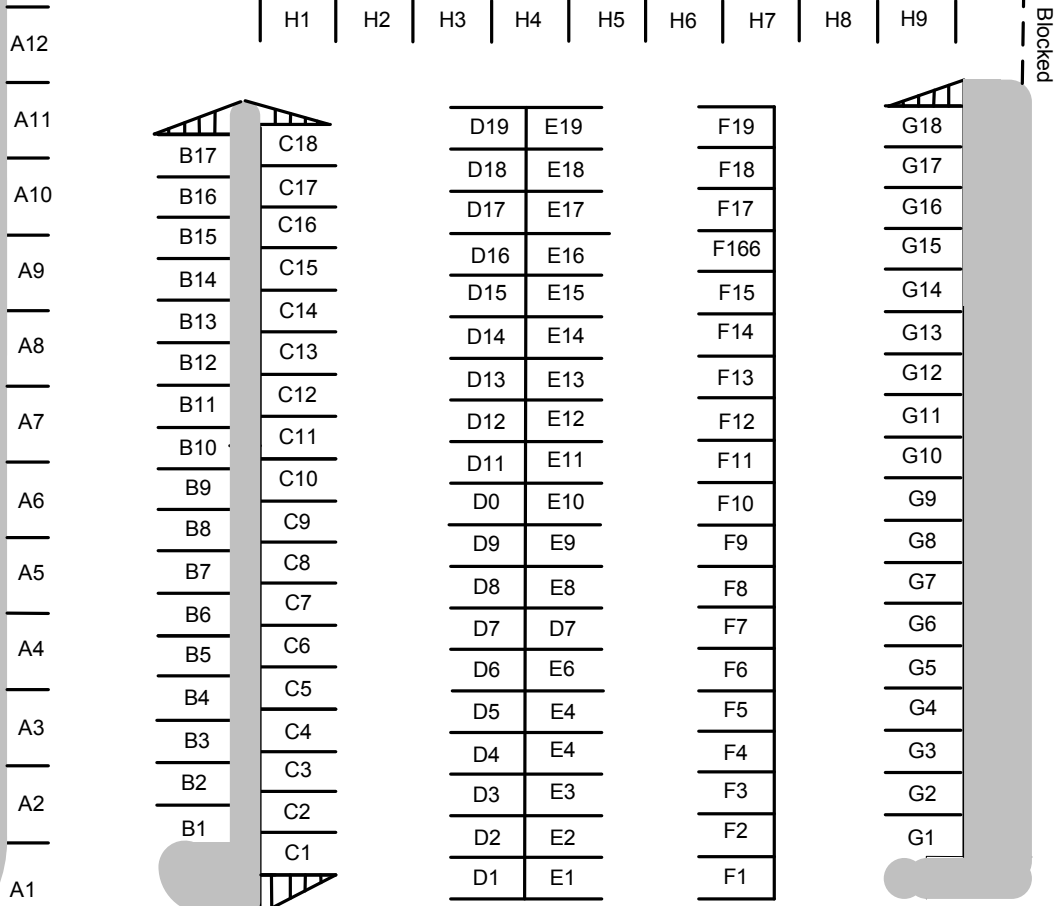 H1 H2 H3 H4 H5 H6 H7 H8 H9
Blocked
A12
A11
A10
A9
A8
A7
A6
A5
A4
A3
A2
A1
B17
B16
B15
B14
B13
B12
B11
B10
B9
B8
B7
B6
B5
B4
B3
B2
B1
C18
C17
C16
C15
C14
C13
C12
C11
C10
C9
C8
C7
C6
C5
C4
C3
C2
C1
D19 E19
D18 E18
D17 E17
D16 E16
D15 E15
D14 E14
D13 E13
D12 E12
D11 E11
D0 E10
D9 E9
D8 E8
D7 D7
D6 E6
D5 E4
D4 E4
D3 E3
D2 E2
D1 E1
F19
F18
F17
F166
F15
F14
F13
F12
F11
F10
F9
F8
F7
F6
F5
F4
F3
F2
F1
G18
G17
G16
G15
G14
G13
G12
G11
G10
G9
G8
G7
G6
G5
G4
G3
G2
G1